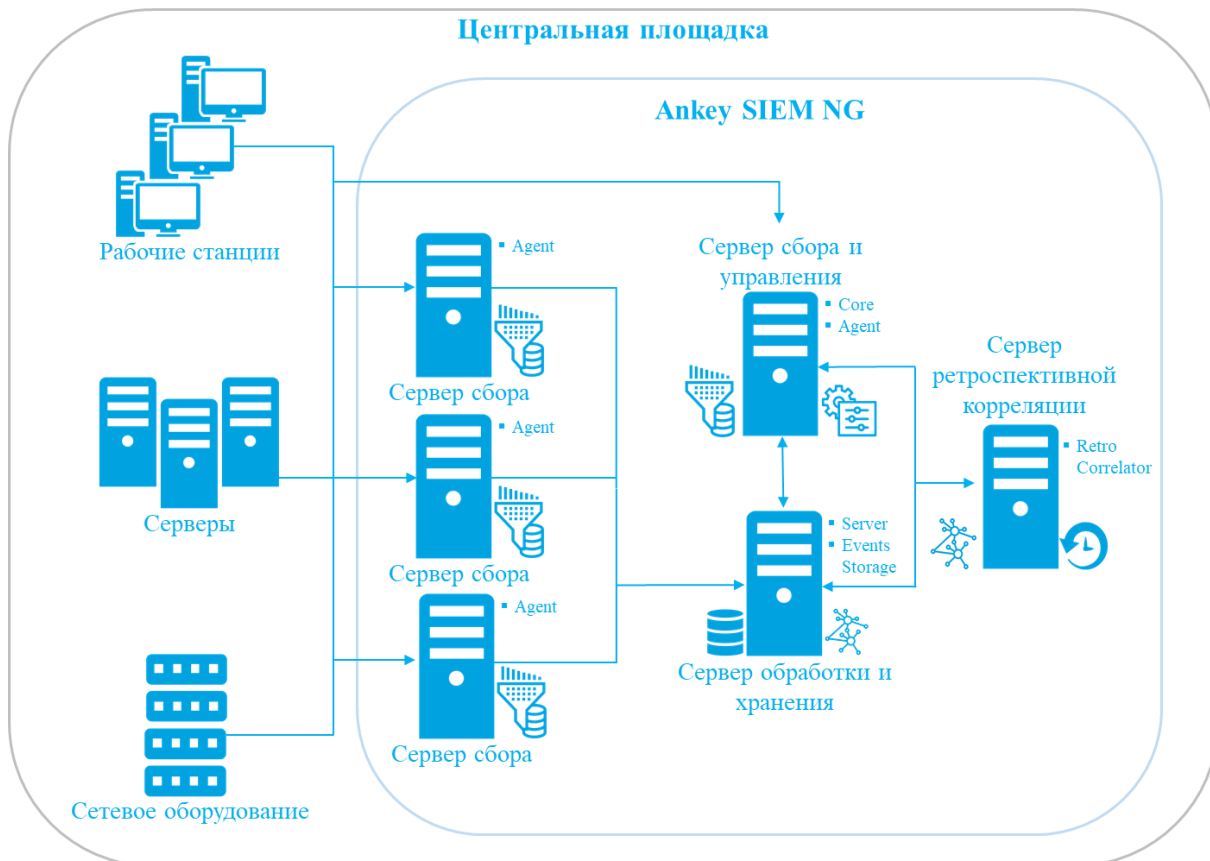 Центральная площадка
Ankey SIEM NG
Рабочие станции
▪ Agent
Сервер сбора
Сервер сбора и
управления
▪ Core
▪ Agent
Сервер
ретроспективной
корреляции
▪ Retro
Correlator
Серверы
▪ Agent
Сервер сбора
▪ Server
▪ Events
Storage
▪ Agent
Сервер сбора
Сервер обработки и
хранения
Сетевое оборудование